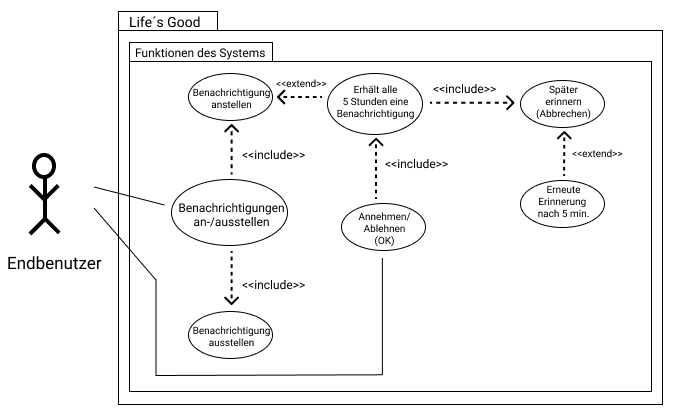 Life´s Good
Funktionen des Systems
Benachrichtigung
anstellen
<<extend>>
Erhält alle
5 Stunden eine
Benachrichtigung
<<include>>
Später
erinnern
(Abbrechen)
<<include>>
<<include>>
<<extend>>
Benachrichtigungen
an-/ausstellen
Annehmen/
Ablehnen
(OK)
Erneute
Erinnerung
nach 5 min.
Endbenutzer
<<include>>
Benachrichtigung
ausstellen